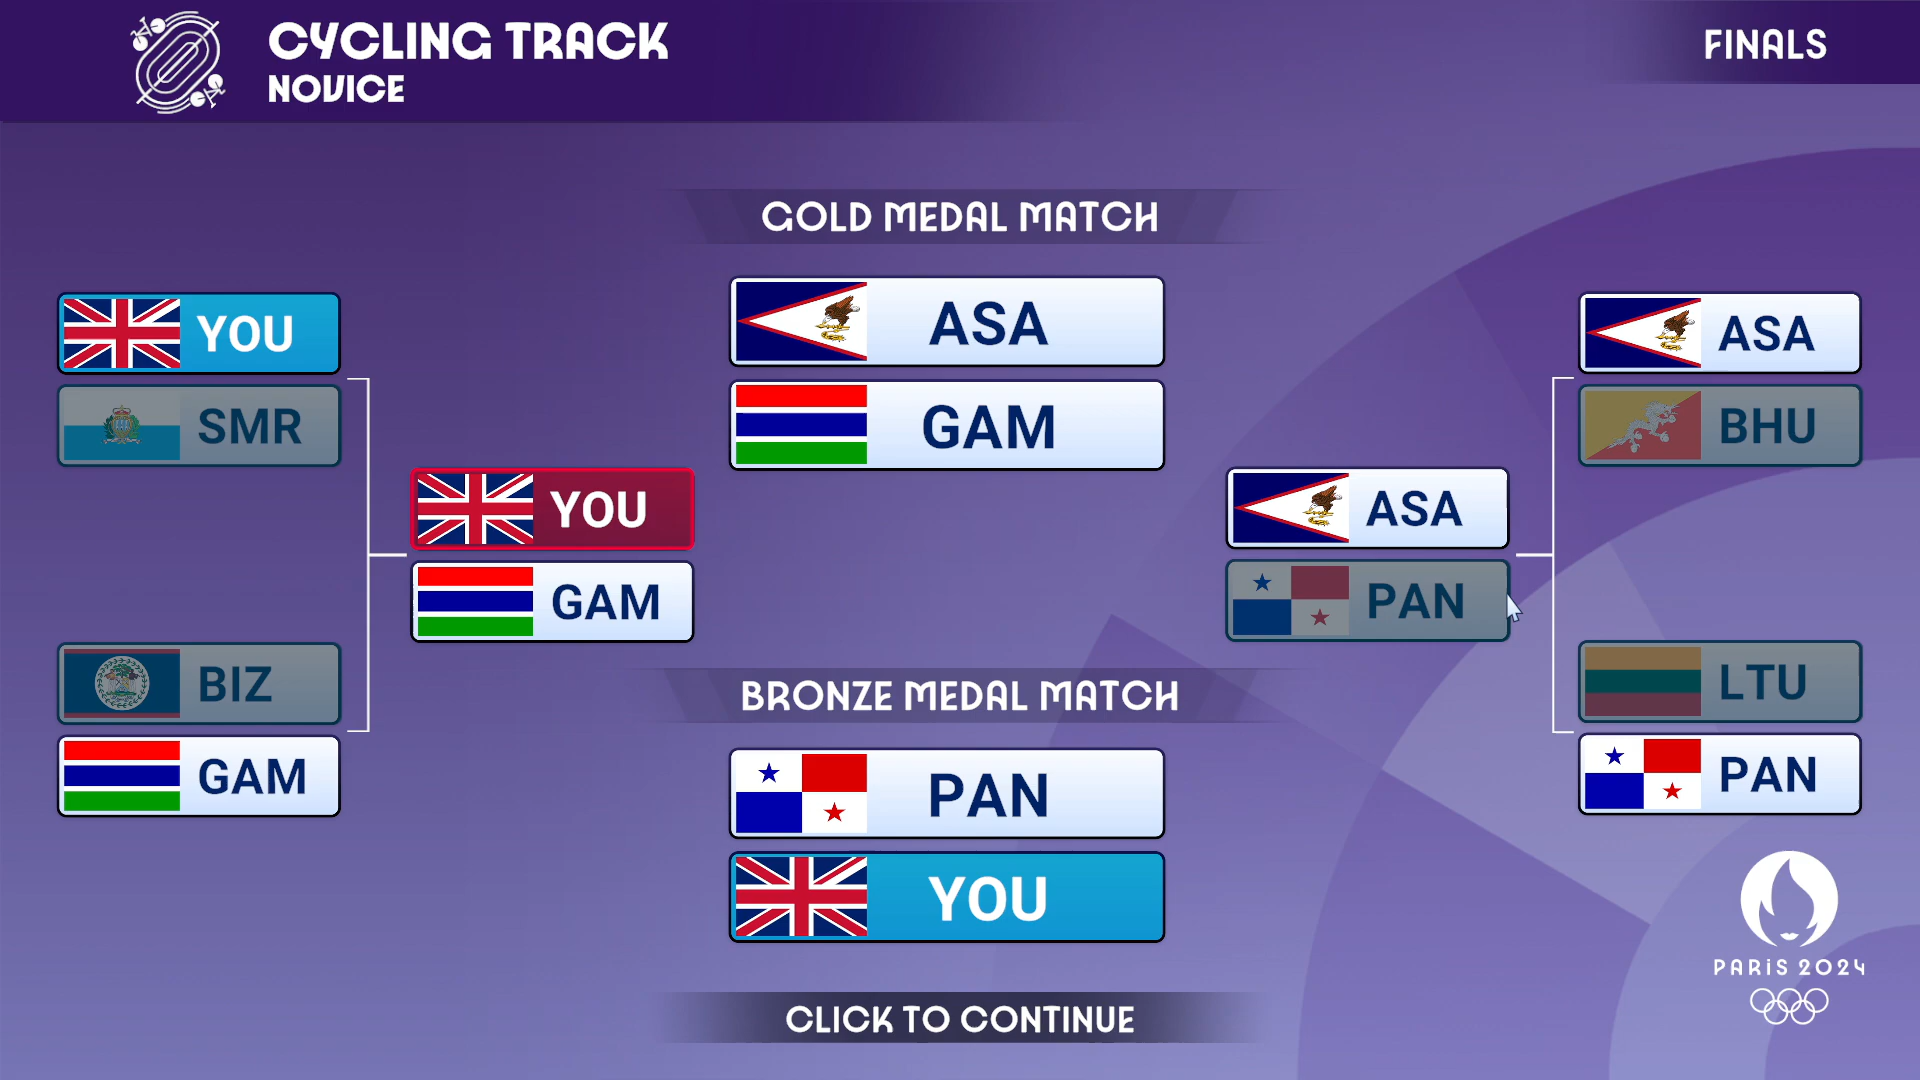 CYCLING TRACK
NOVICE
FINALS
GOLD MEDAL MATCH
ASA
GAM
YOU
SMR
BIZ
GAM
YOU
GAM
ASA
PAN
ASA
BHU
LTU
PAN
BRONZE MEDAL MATCH
PAN
YOU
CLICK TO CONTINUE
PARIS 2024